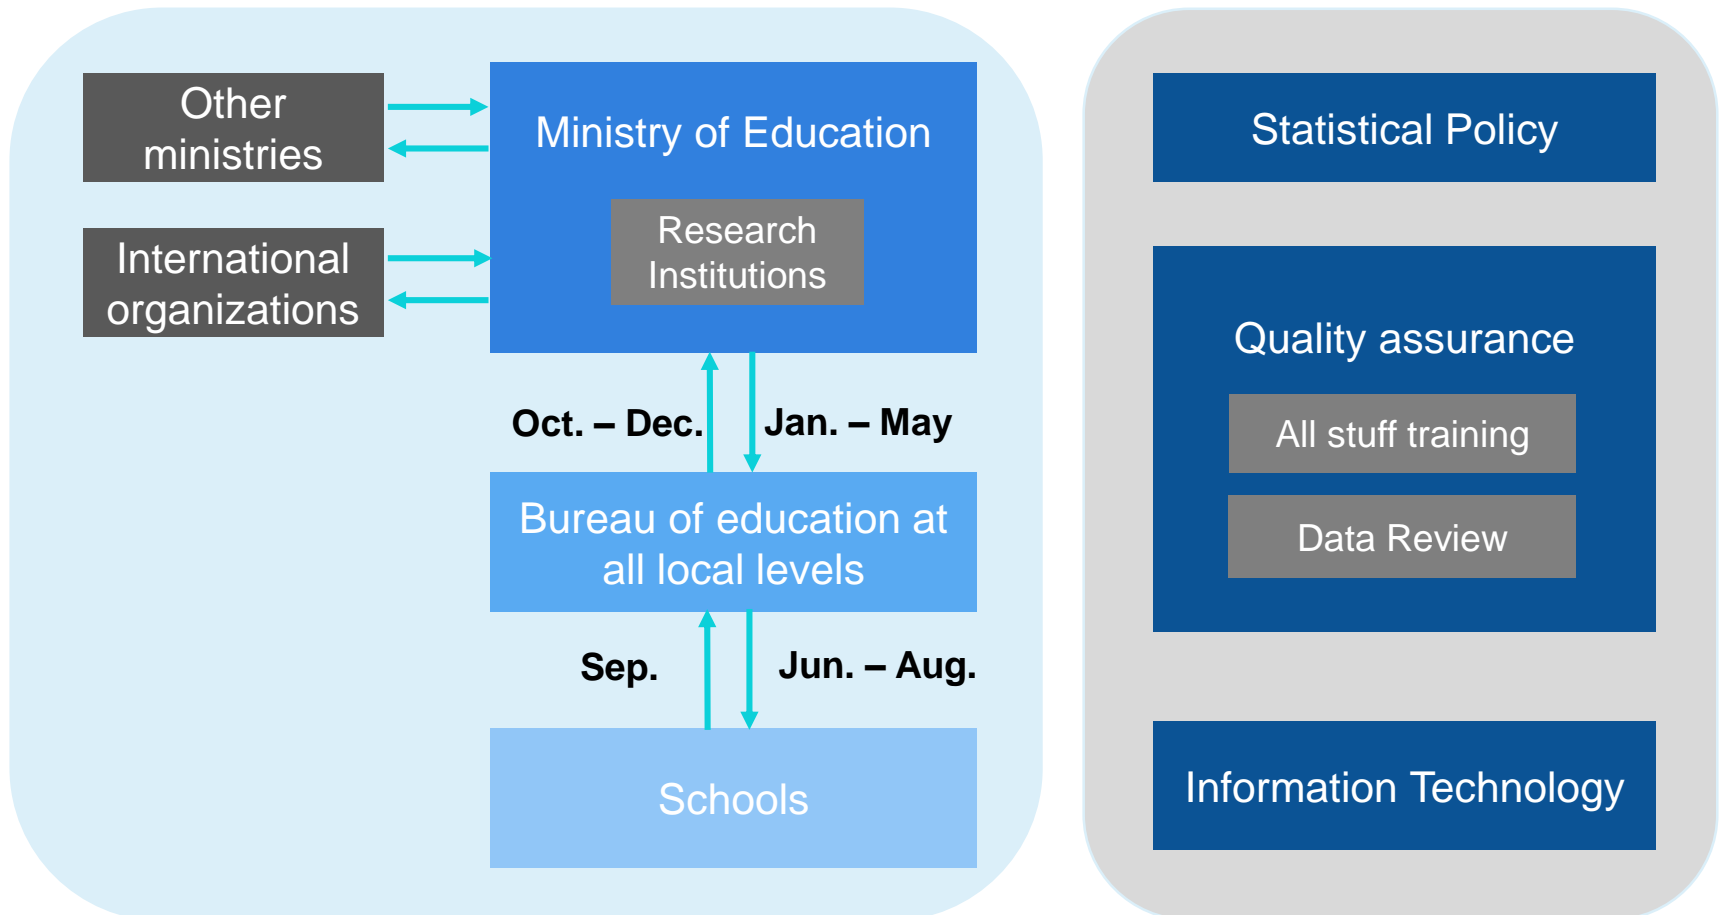 Other
ministries
International
organizations
Ministry of Education
Research
Institutions
Oct. – Dec.
Jan. – May
Bureau of education at
all local levels
Sep.
Jun. – Aug.
Schools
Statistical Policy
Quality assurance
All stuff training
Data Review
Information Technology